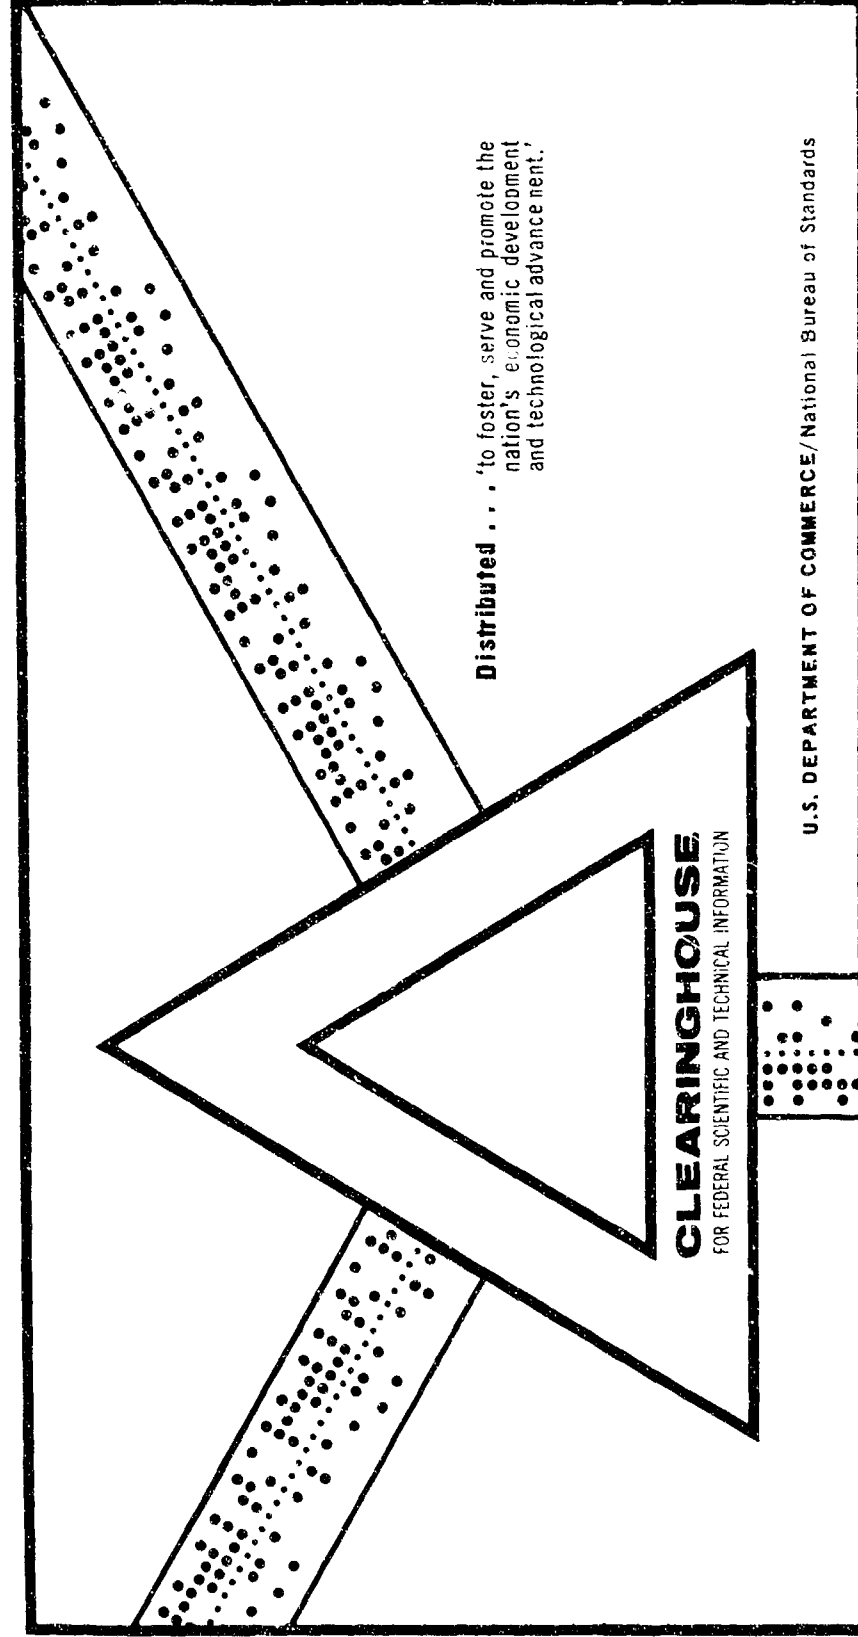 Distributed . . . 'to foster, serve and promote the
nation's economic development
and technological advancement.'
CLEARINGHOUSE
FOR FEDERAL SCIENTIFIC AND TECHNICAL INFORMATION
U.S. DEPARTMENT OF COMMERCE/National Bureau of Standards